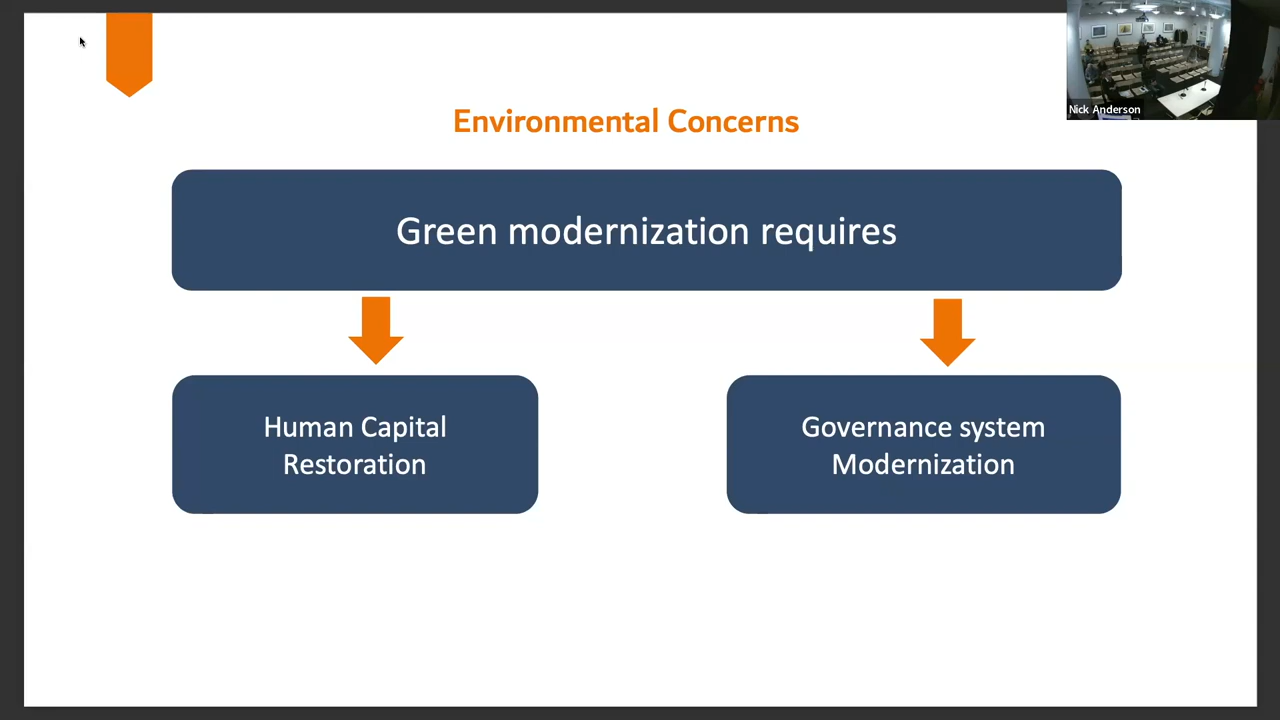 Nick Anderson
Environmental Concerns
Green modernization requires
Human Capital
Restoration
Governance system
Modernization